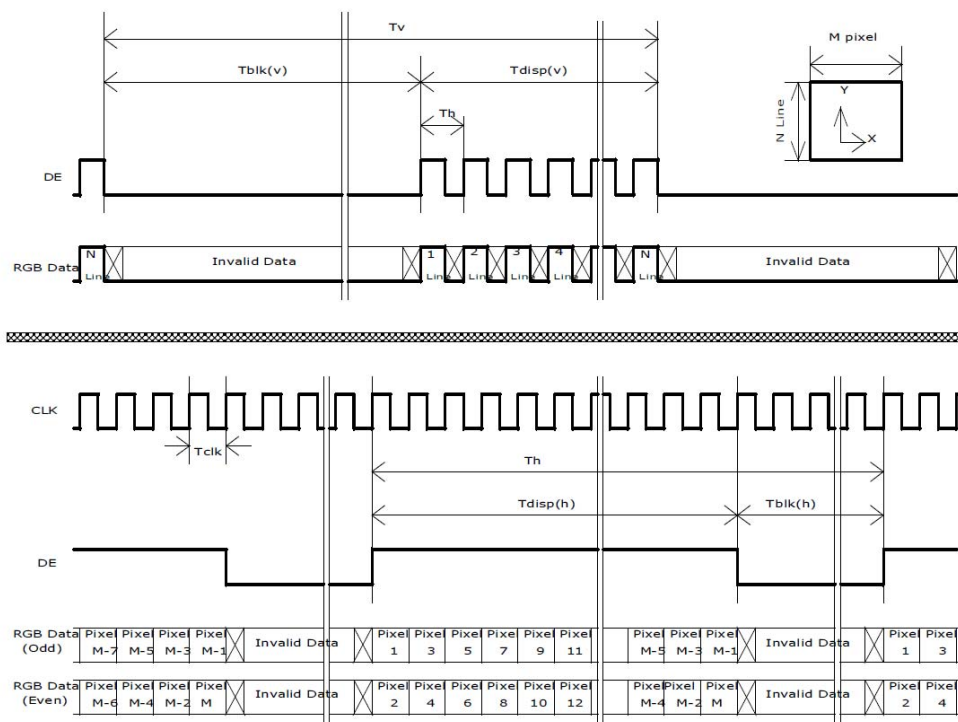 Tv
M pixel
Tblk(v)
Tdisp(v)
Th
N Line
Y
X
DE
RGB Data
N
Line
Invalid Data
1
Line
2
Line
3
Line
4
Line
N
Line
Invalid Data
CLK
Tclk
Th
Tdisp(h)
Tblk(h)
DE
RGB Data
(Odd)
Pixel Pixel Pixel Pixel
M-7 M-5 M-3 M-1
Invalid Data
Pixel Pixel Pixel Pixel Pixel Pixel
1 3 5 7 9 11
Pixel Pixel Pixel
M-5 M-3 M-1
Invalid Data
Pixel Pixel
1 3
RGB Data
(Even)
Pixel Pixel Pixel Pixel
M-6 M-4 M-2 M
Invalid Data
Pixel Pixel Pixel Pixel Pixel Pixel
2 4 6 8 10 12
Pixel Pixel Pixel
M-4 M-2 M
Invalid Data
Pixel Pixel
2 4